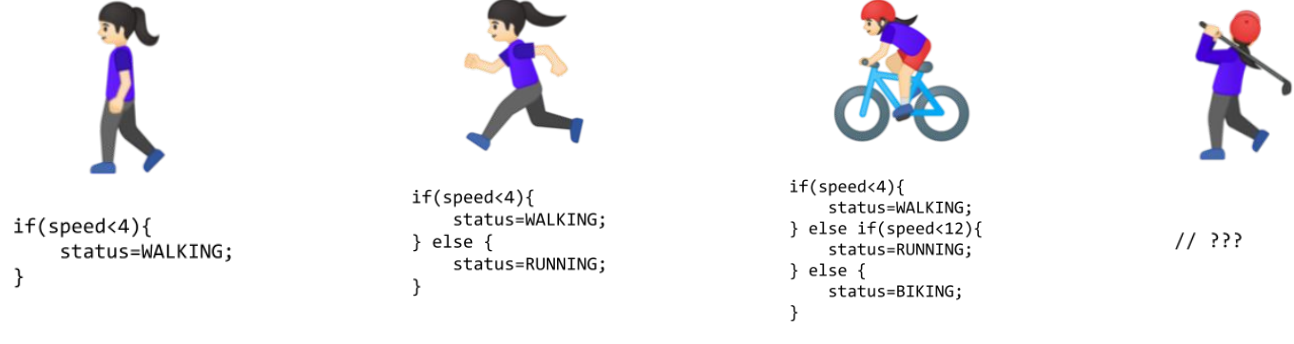 if(speed<4){
    status=WALKING;
}
if(speed<4){
    status=WALKING;
} else {
    status=RUNNING;
}
if(speed<4){
    status=WALKING;
} else if(speed<12){
    status=RUNNING;
} else {
    status=BIKING;
}
// ???